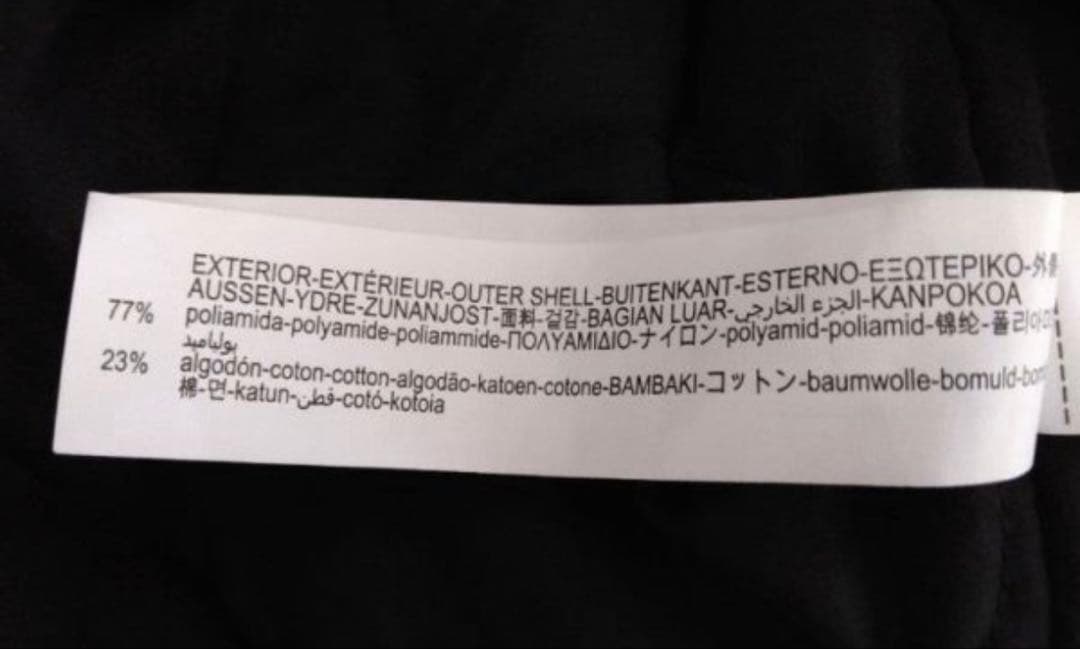 EXTERIOR-EXTÉRIEUR-OUTER SHELL-BUITENKANT-ESTERNO-ΕΞΩΤΕΡΙΚΟ-外
AUSSEN-YDRE-ZUNANJOST-面料-겉감-BAGIAN LUAR-الجزء الخارجي-KANPOKOA
77% poliamida-polyamide-poliammide-ΠΟΛΥΑΜΙΔΙΟ-ナイロン-polyamid-poliamid-锦纶-폴리아
بولياميد
23% algodón-coton-cotton-algodão-katoen-cotone-BAMBAKI-コットン-baumwolle-bomuld-
棉-면-katun-قطن-cotó-kotoia